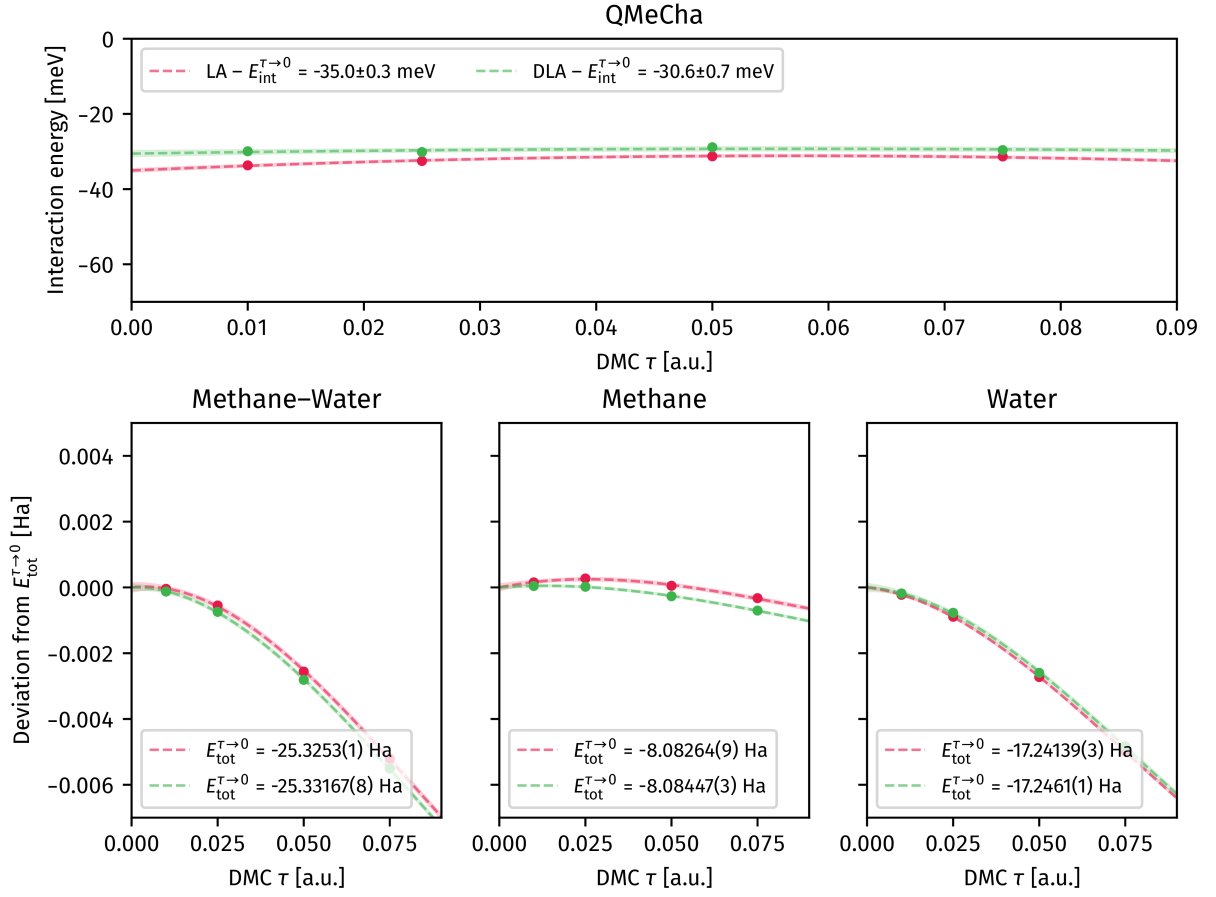 QMeCha
Interaction energy [meV]
0
−20
−40
−60
LA − E_int^{τ→0} = -35.0±0.3 meV
DLA − E_int^{τ→0} = -30.6±0.7 meV
0.00 0.01 0.02 0.03 0.04 0.05 0.06 0.07 0.08 0.09
DMC τ [a.u.]
Methane–Water
Methane
Water
Deviation from E_tot^{τ→0} [Ha]
0.004
0.002
0.000
−0.002
−0.004
−0.006
E_tot^{τ→0} = -25.3253(1) Ha
E_tot^{τ→0} = -25.33167(8) Ha
0.000 0.025 0.050 0.075
DMC τ [a.u.]
E_tot^{τ→0} = -8.08264(9) Ha
E_tot^{τ→0} = -8.08447(3) Ha
0.000 0.025 0.050 0.075
DMC τ [a.u.]
E_tot^{τ→0} = -17.24139(3) Ha
E_tot^{τ→0} = -17.2461(1) Ha
0.000 0.025 0.050 0.075
DMC τ [a.u.]